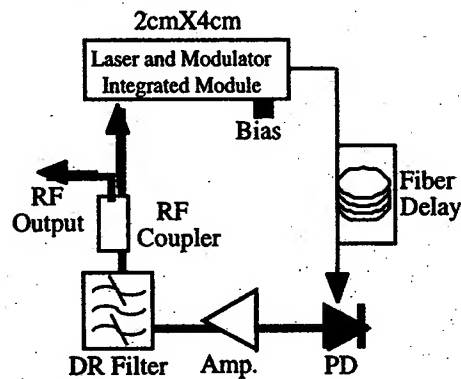 2cmX4cm
Laser and Modulator
Integrated Module
Bias
RF
Output
RF
Coupler
Fiber
Delay
DR Filter
Amp.
PD